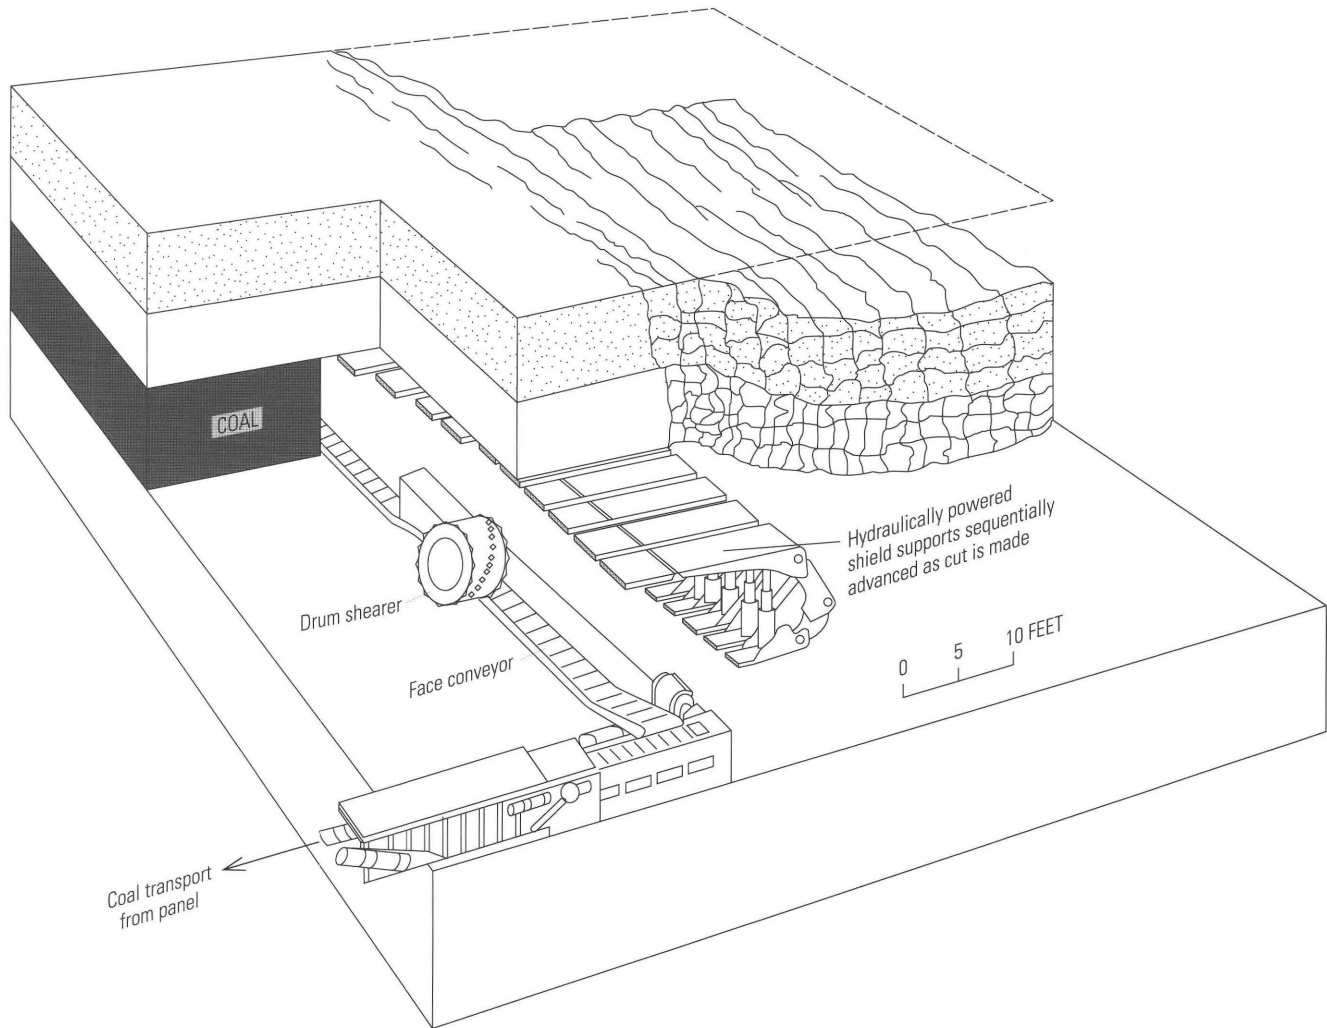 COAL
Hydraulically powered
shield supports sequentially
advanced as cut is made
Drum shearer
0 5 10 FEET
Face conveyor
Coal transport
from panel